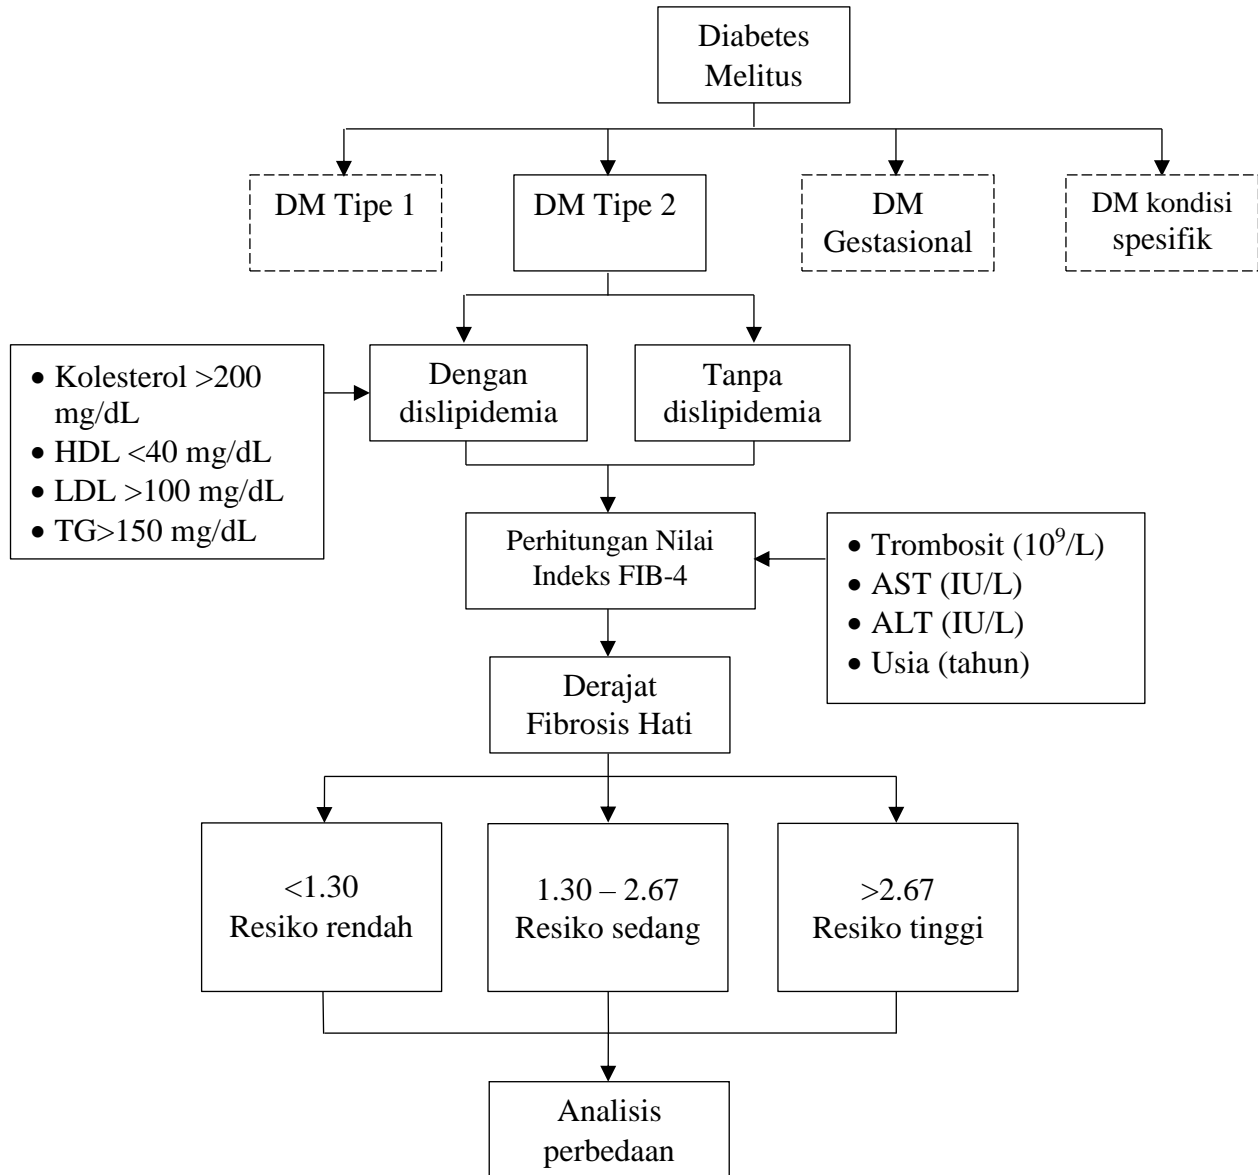 Diabetes
Melitus
DM Tipe 1
DM Tipe 2
DM
Gestasional
DM kondisi
spesifik
• Kolesterol >200
mg/dL
• HDL <40 mg/dL
• LDL >100 mg/dL
• TG>150 mg/dL
Dengan
dislipidemia
Tanpa
dislipidemia
Perhitungan Nilai
Indeks FIB-4
• Trombosit (10⁹/L)
• AST (IU/L)
• ALT (IU/L)
• Usia (tahun)
Derajat
Fibrosis Hati
<1.30
Resiko rendah
1.30 – 2.67
Resiko sedang
>2.67
Resiko tinggi
Analisis
perbedaan